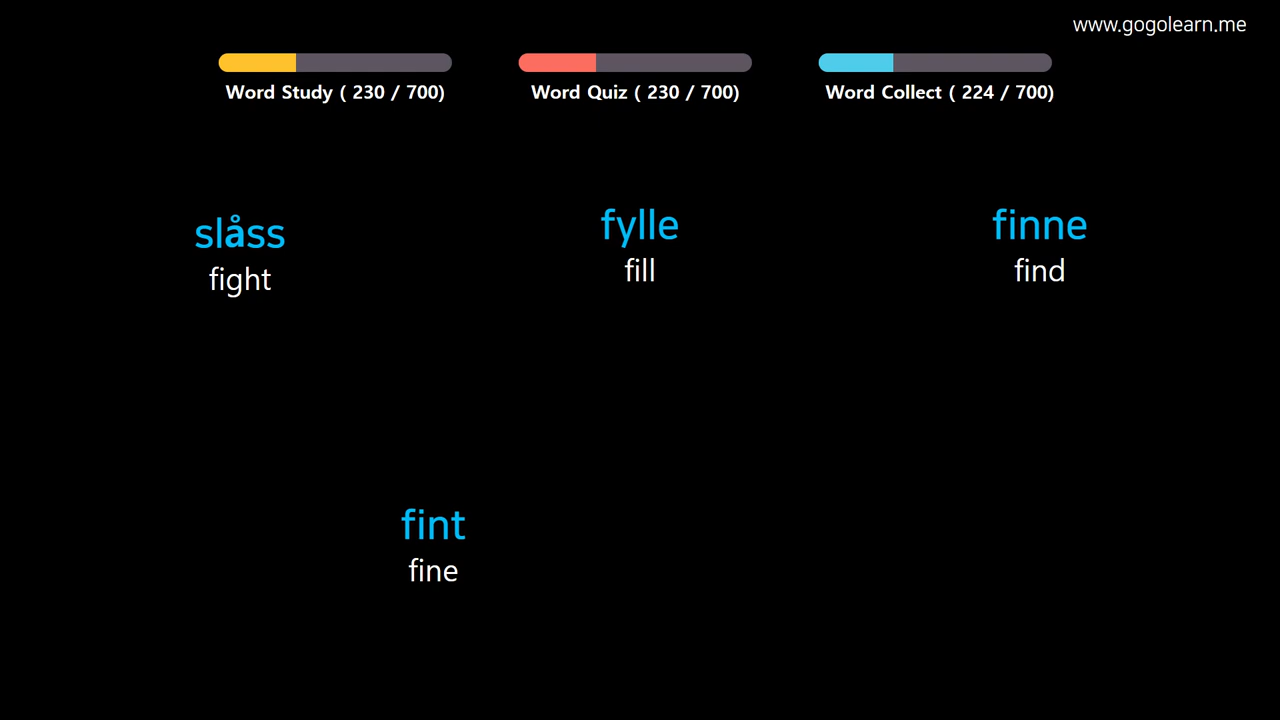 www.gogolearn.me
Word Study ( 230 / 700)
Word Quiz ( 230 / 700)
Word Collect ( 224 / 700)
slåss
fight
fylle
fill
finne
find
fint
fine